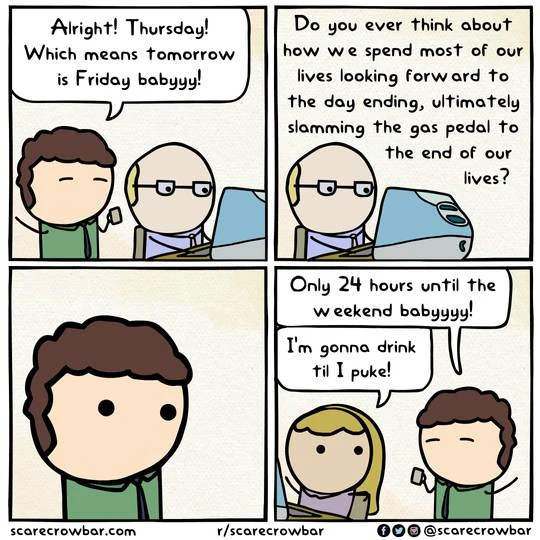 Alright! Thursday!
Which means tomorrow
is Friday babyyy!
Do you ever think about
how we spend most of our
lives looking forward to
the day ending, ultimately
slamming the gas pedal to
the end of our
lives?
Only 24 hours until the
weekend babyyyy!
I'm gonna drink
til I puke!
scarecrowbar.com
r/scarecrowbar
@scarecrowbar